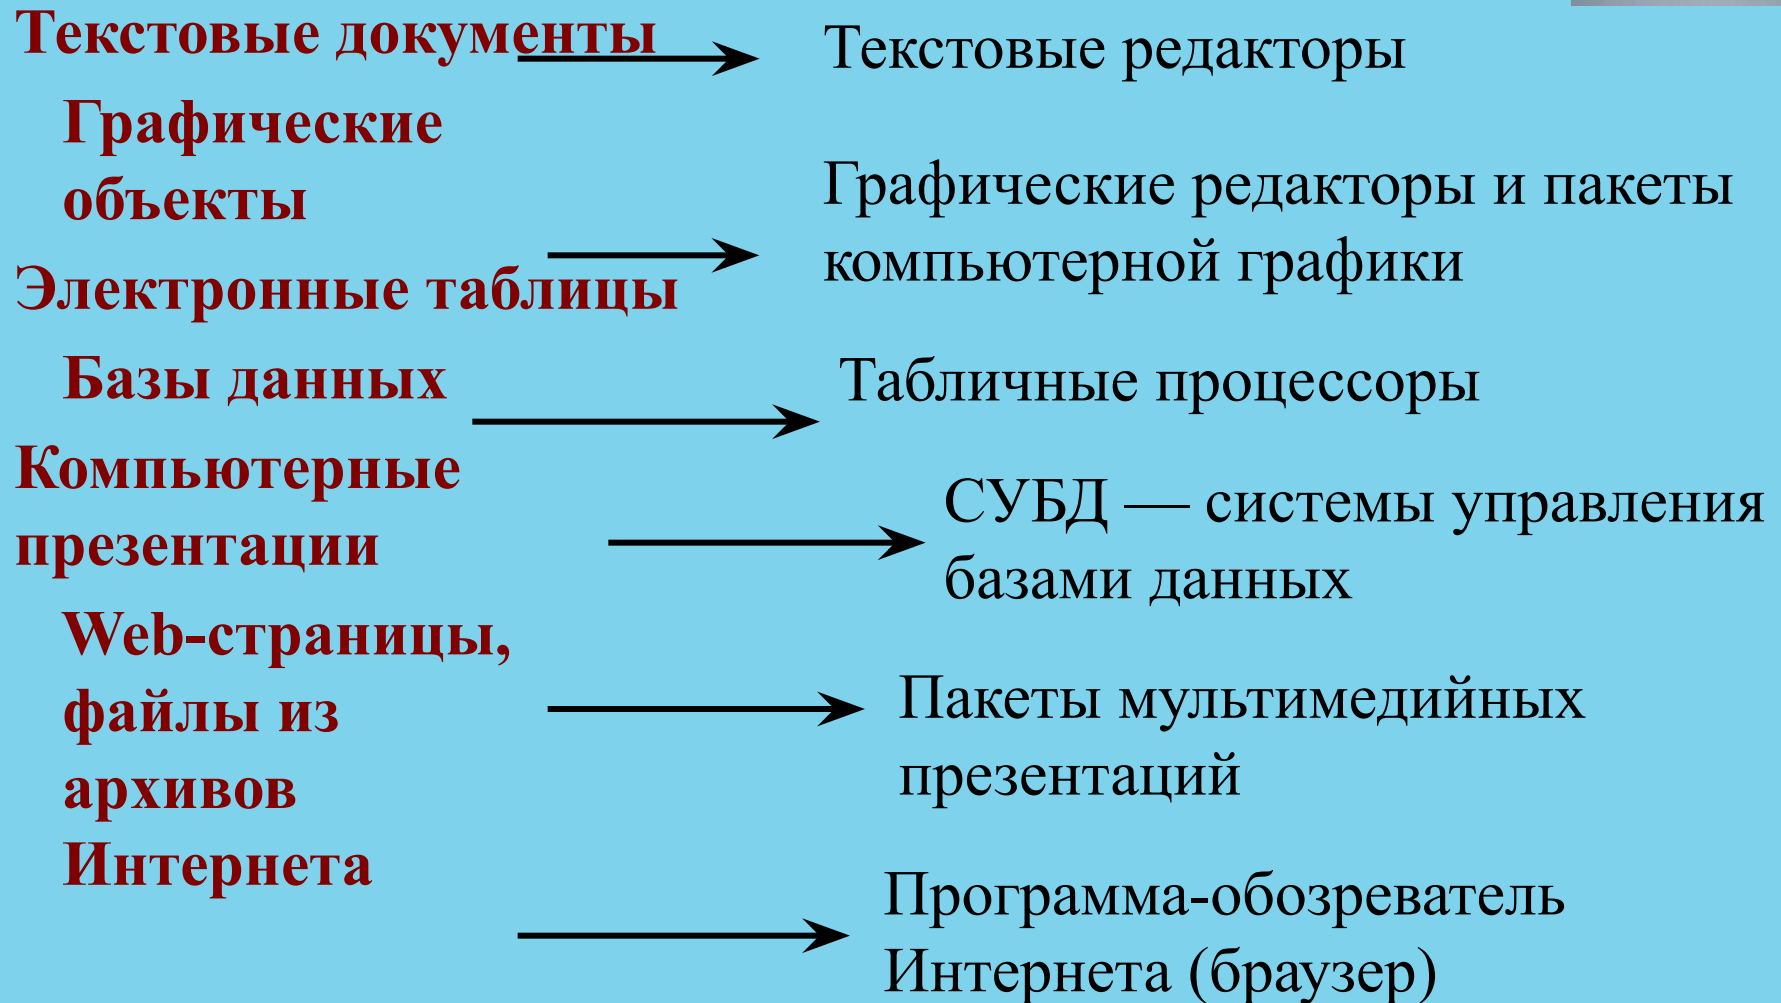 Текстовые документы
Графические
объекты
Электронные таблицы
Базы данных
Компьютерные
презентации
Web-страницы,
файлы из
архивов
Интернета
Текстовые редакторы
Графические редакторы и пакеты
компьютерной графики
Табличные процессоры
СУБД — системы управления
базами данных
Пакеты мультимедийных
презентаций
Программа-обозреватель
Интернета (браузер)